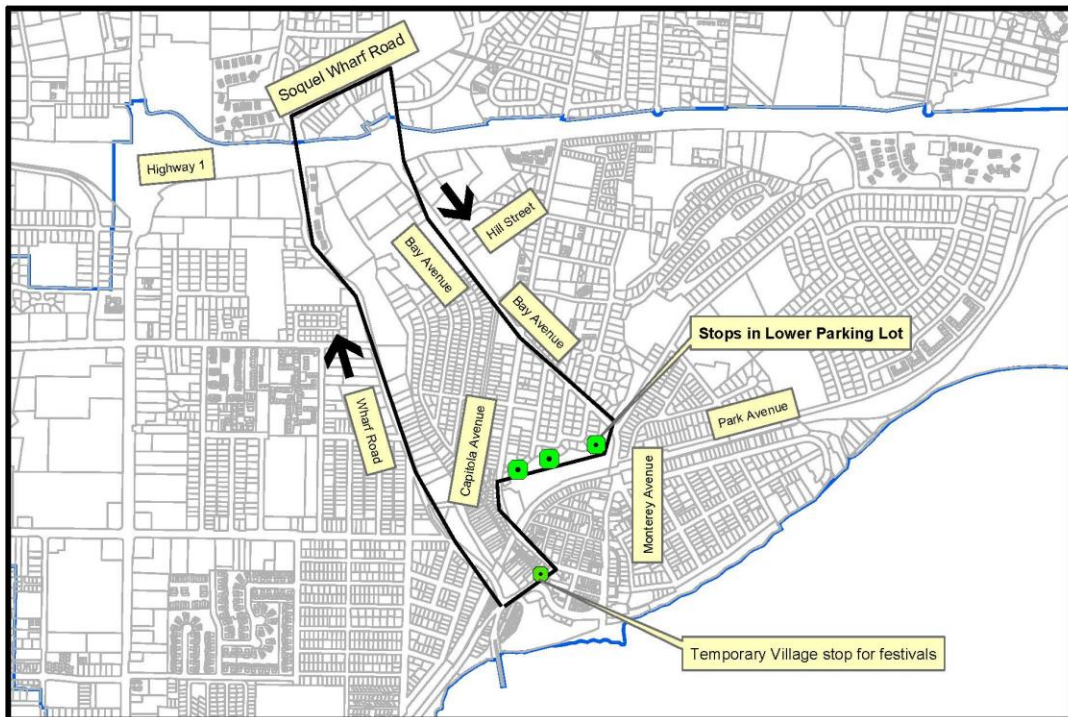 Soquel Wharf Road
Highway 1
Hill Street
Bay Avenue
Bay Avenue
Stops in Lower Parking Lot
Wharf Road
Capitola Avenue
Park Avenue
Monterey Avenue
Temporary Village stop for festivals